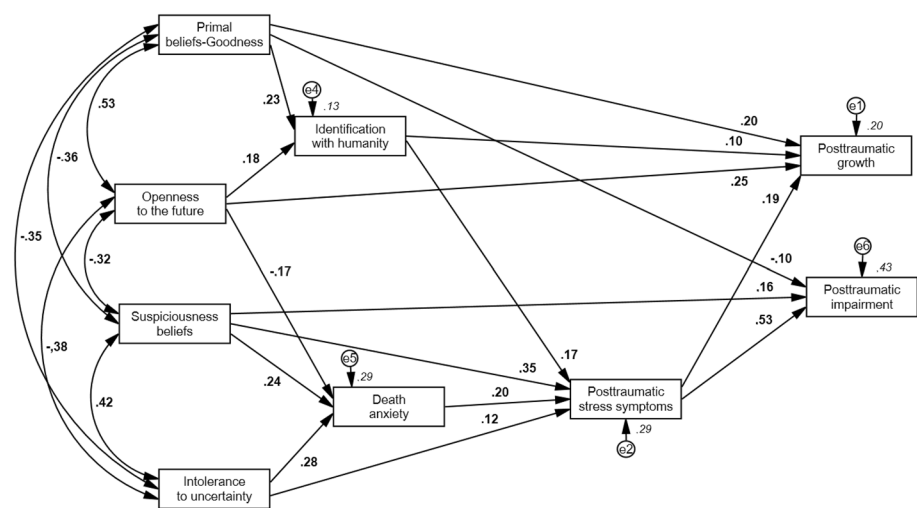 Primal
beliefs-Goodness
e4
.13
.53
.23
.20
e1
.20
Identification
with humanity
.10
Posttraumatic
growth
-.36
.18
.25
Openness
to the future
.19
-.35
-.32
-.17
-.10
e6
.43
.16
Posttraumatic
impairment
Suspiciousness
beliefs
.53
-,38
e5
.29
.35
.17
.24
.20
Death
anxiety
Posttraumatic
stress symptoms
.42
.12
.29
e2
.28
Intolerance
to uncertainty